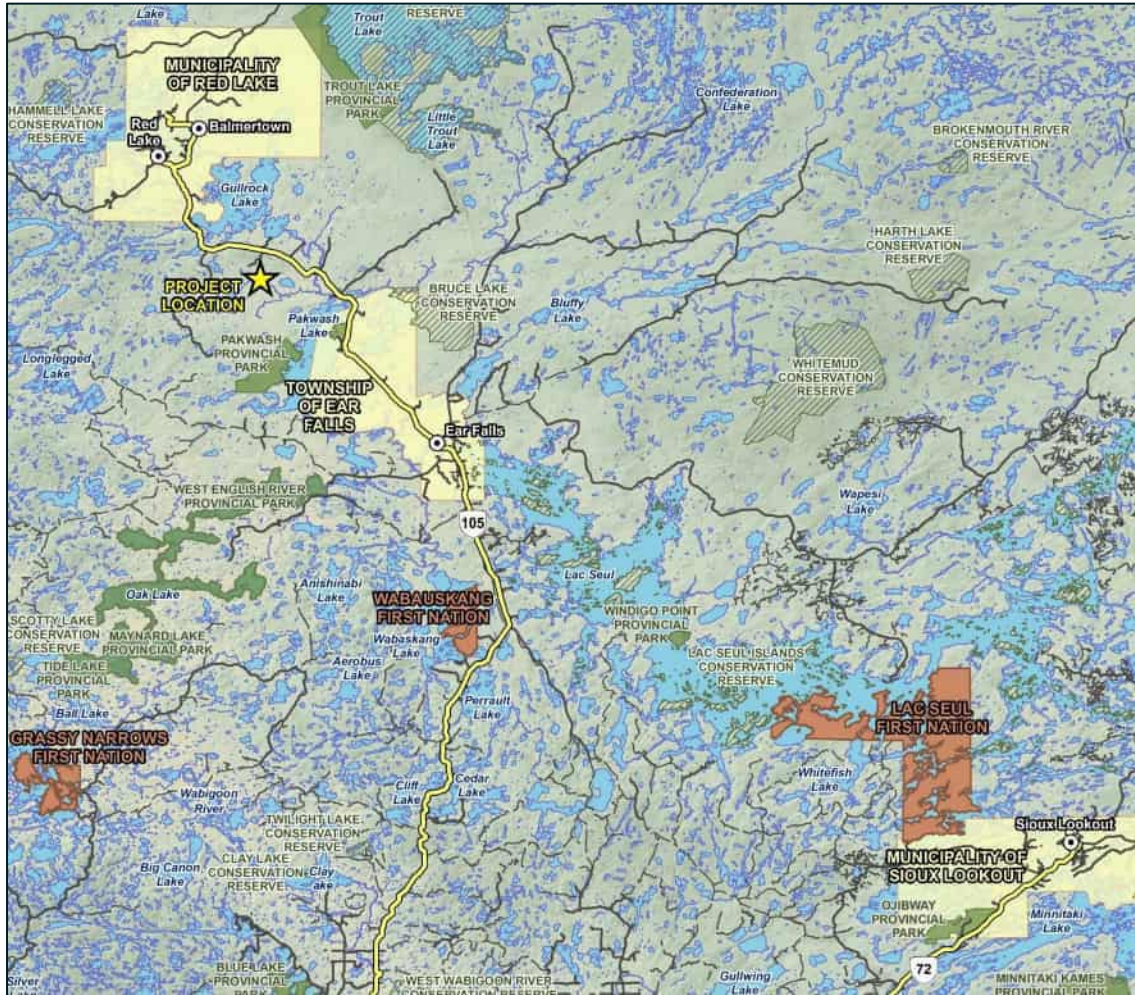 Lake
Trout
Lake
RESERVE
MUNICIPALITY
OF RED LAKE
TROUT LAKE
PROVINCIAL
PARK
Confederation
Lake
HAMMELL LAKE
CONSERVATION
RESERVE
Red
Lake
Balmertown
Little
Trout
Lake
BROKENMOUTH RIVER
CONSERVATION
RESERVE
Gullrock
Lake
HARTH LAKE
CONSERVATION
RESERVE
PROJECT
LOCATION
BRUCE LAKE
CONSERVATION
RESERVE
Bluffy
Lake
Pakwash
Lake
PAKWASH
PROVINCIAL
PARK
Longlegged
Lake
WHITEMUD
CONSERVATION
RESERVE
TOWNSHIP
OF EAR
FALLS
Ear Falls
WEST ENGLISH RIVER
PROVINCIAL PARK
Wapesi
Lake
105
Lac Seul
Anishinabi
Lake
Oak Lake
WABAUSKANG
FIRST NATION
WINDIGO POINT
PROVINCIAL
PARK
SCOTTY LAKE
CONSERVATION
RESERVE
MAYNARD LAKE
PROVINCIAL PARK
Wabaskang
Lake
LAC SEUL ISLANDS
CONSERVATION
RESERVE
TIDE LAKE
PROVINCIAL
PARK
Aerobus
Lake
Perrault
Lake
Ball Lake
LAC SEUL
FIRST NATION
GRASSY NARROWS
FIRST NATION
Cliff
Lake
Cedar
Lake
Whitefish
Lake
Wabigoon
River
TWILIGHT LAKE
CONSERVATION
RESERVE
Sioux Lookout
MUNICIPALITY OF
SIOUX LOOKOUT
CLAY LAKE
CONSERVATION
RESERVE
Big Canon
Lake
Clay
Lake
OJIBWAY
PROVINCIAL
PARK
Minnitaki
Lake
Silver
Lake
BLUE LAKE
PROVINCIAL
PARK
WEST WABIGOON RIVER
CONSERVATION RESERVE
Gullwing
Lake
72
MINNITAKI KAMES
PROVINCIAL PARK